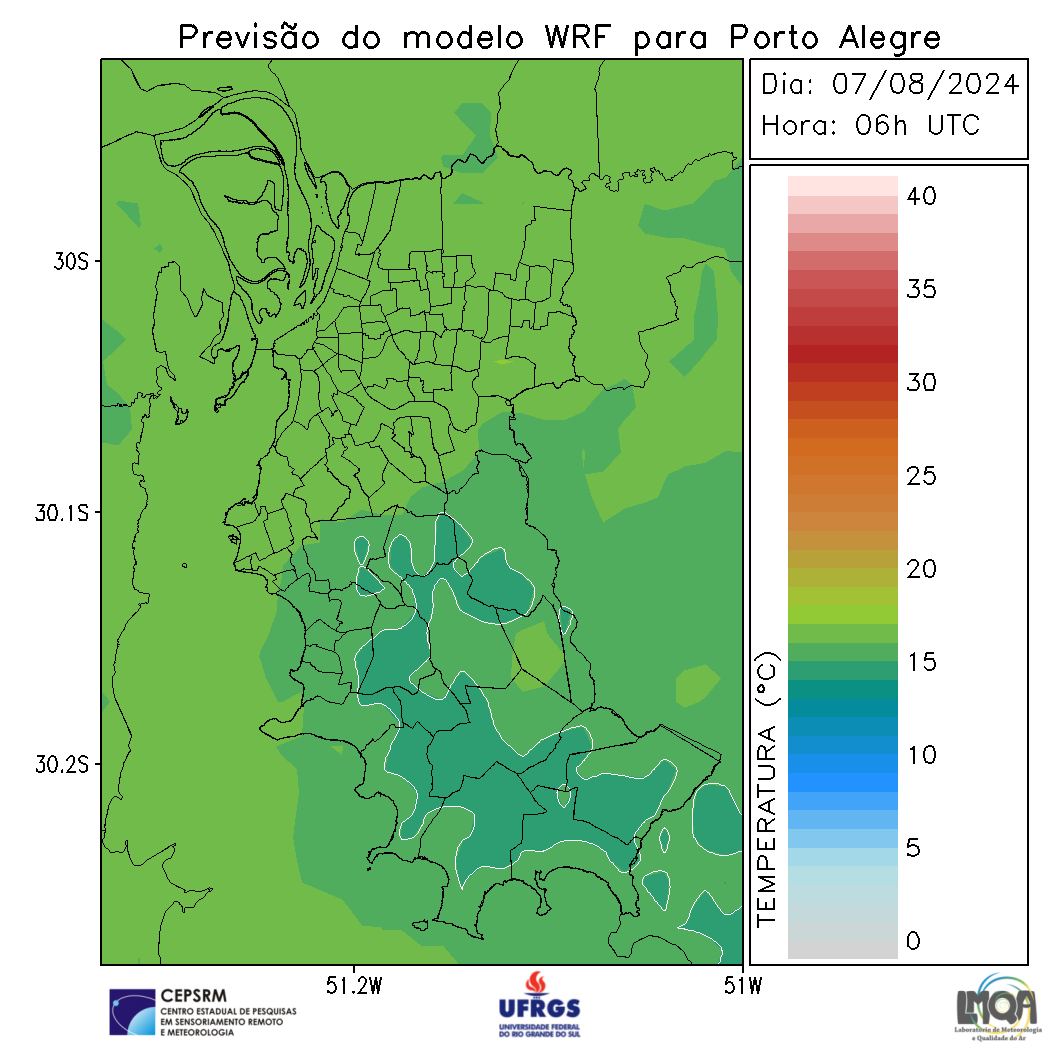 Previsão do modelo WRF para Porto Alegre
Dia: 07/08/2024
Hora: 06h UTC
40
35
30
25
20
15
10
5
0
TEMPERATURA (°C)
30S
30.1S
30.2S
51.2W
51W
CEPSRM
CENTRO ESTADUAL DE PESQUISAS
EM SENSORIAMENTO REMOTO
E METEOROLOGIA
UFRGS
UNIVERSIDADE FEDERAL
DO RIO GRANDE DO SUL
LMQA
Laboratório de Meteorologia
e Qualidade do Ar